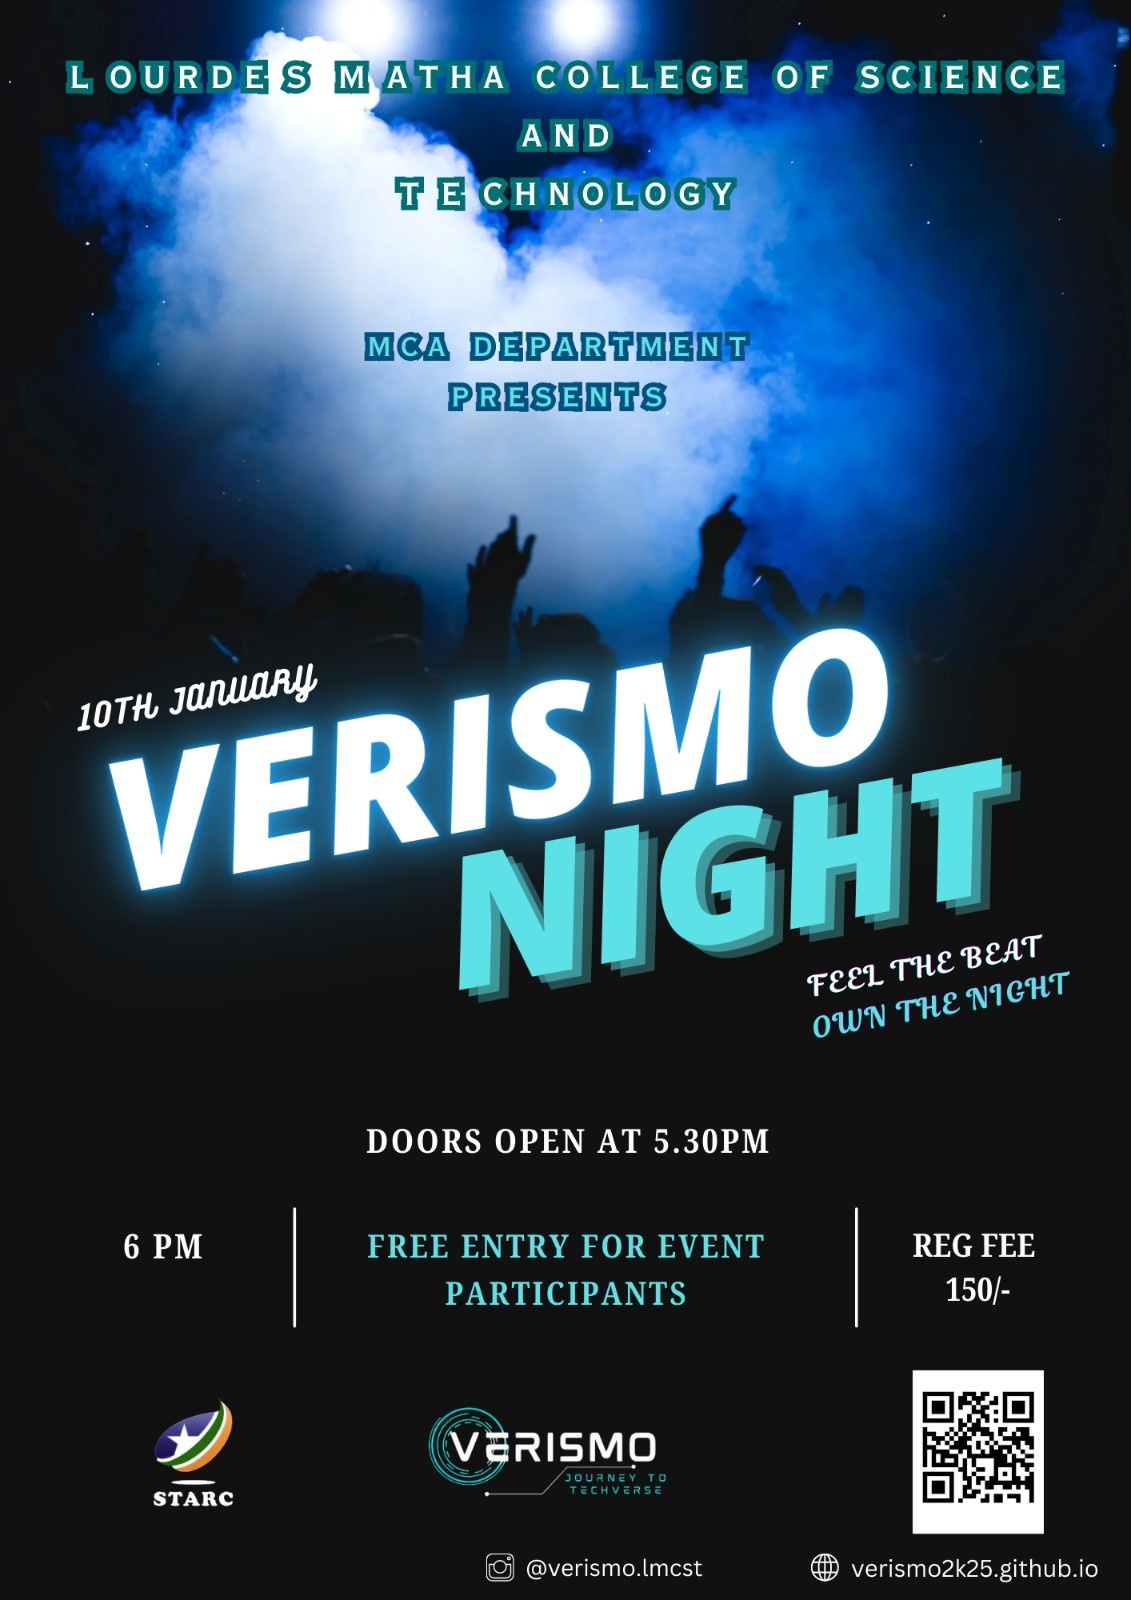 LOURDES MATHA COLLEGE OF SCIENCE
AND
TECHNOLOGY
MCA DEPARTMENT
PRESENTS
10TH JANUARY
VERISMO
NIGHT
FEEL THE BEAT
OWN THE NIGHT
DOORS OPEN AT 5.30PM
6 PM
FREE ENTRY FOR EVENT
PARTICIPANTS
REG FEE
150/-
STARC
VERISMO
JOURNEY TO
TECHVERSE
@verismo.lmcst
verismo2k25.github.io